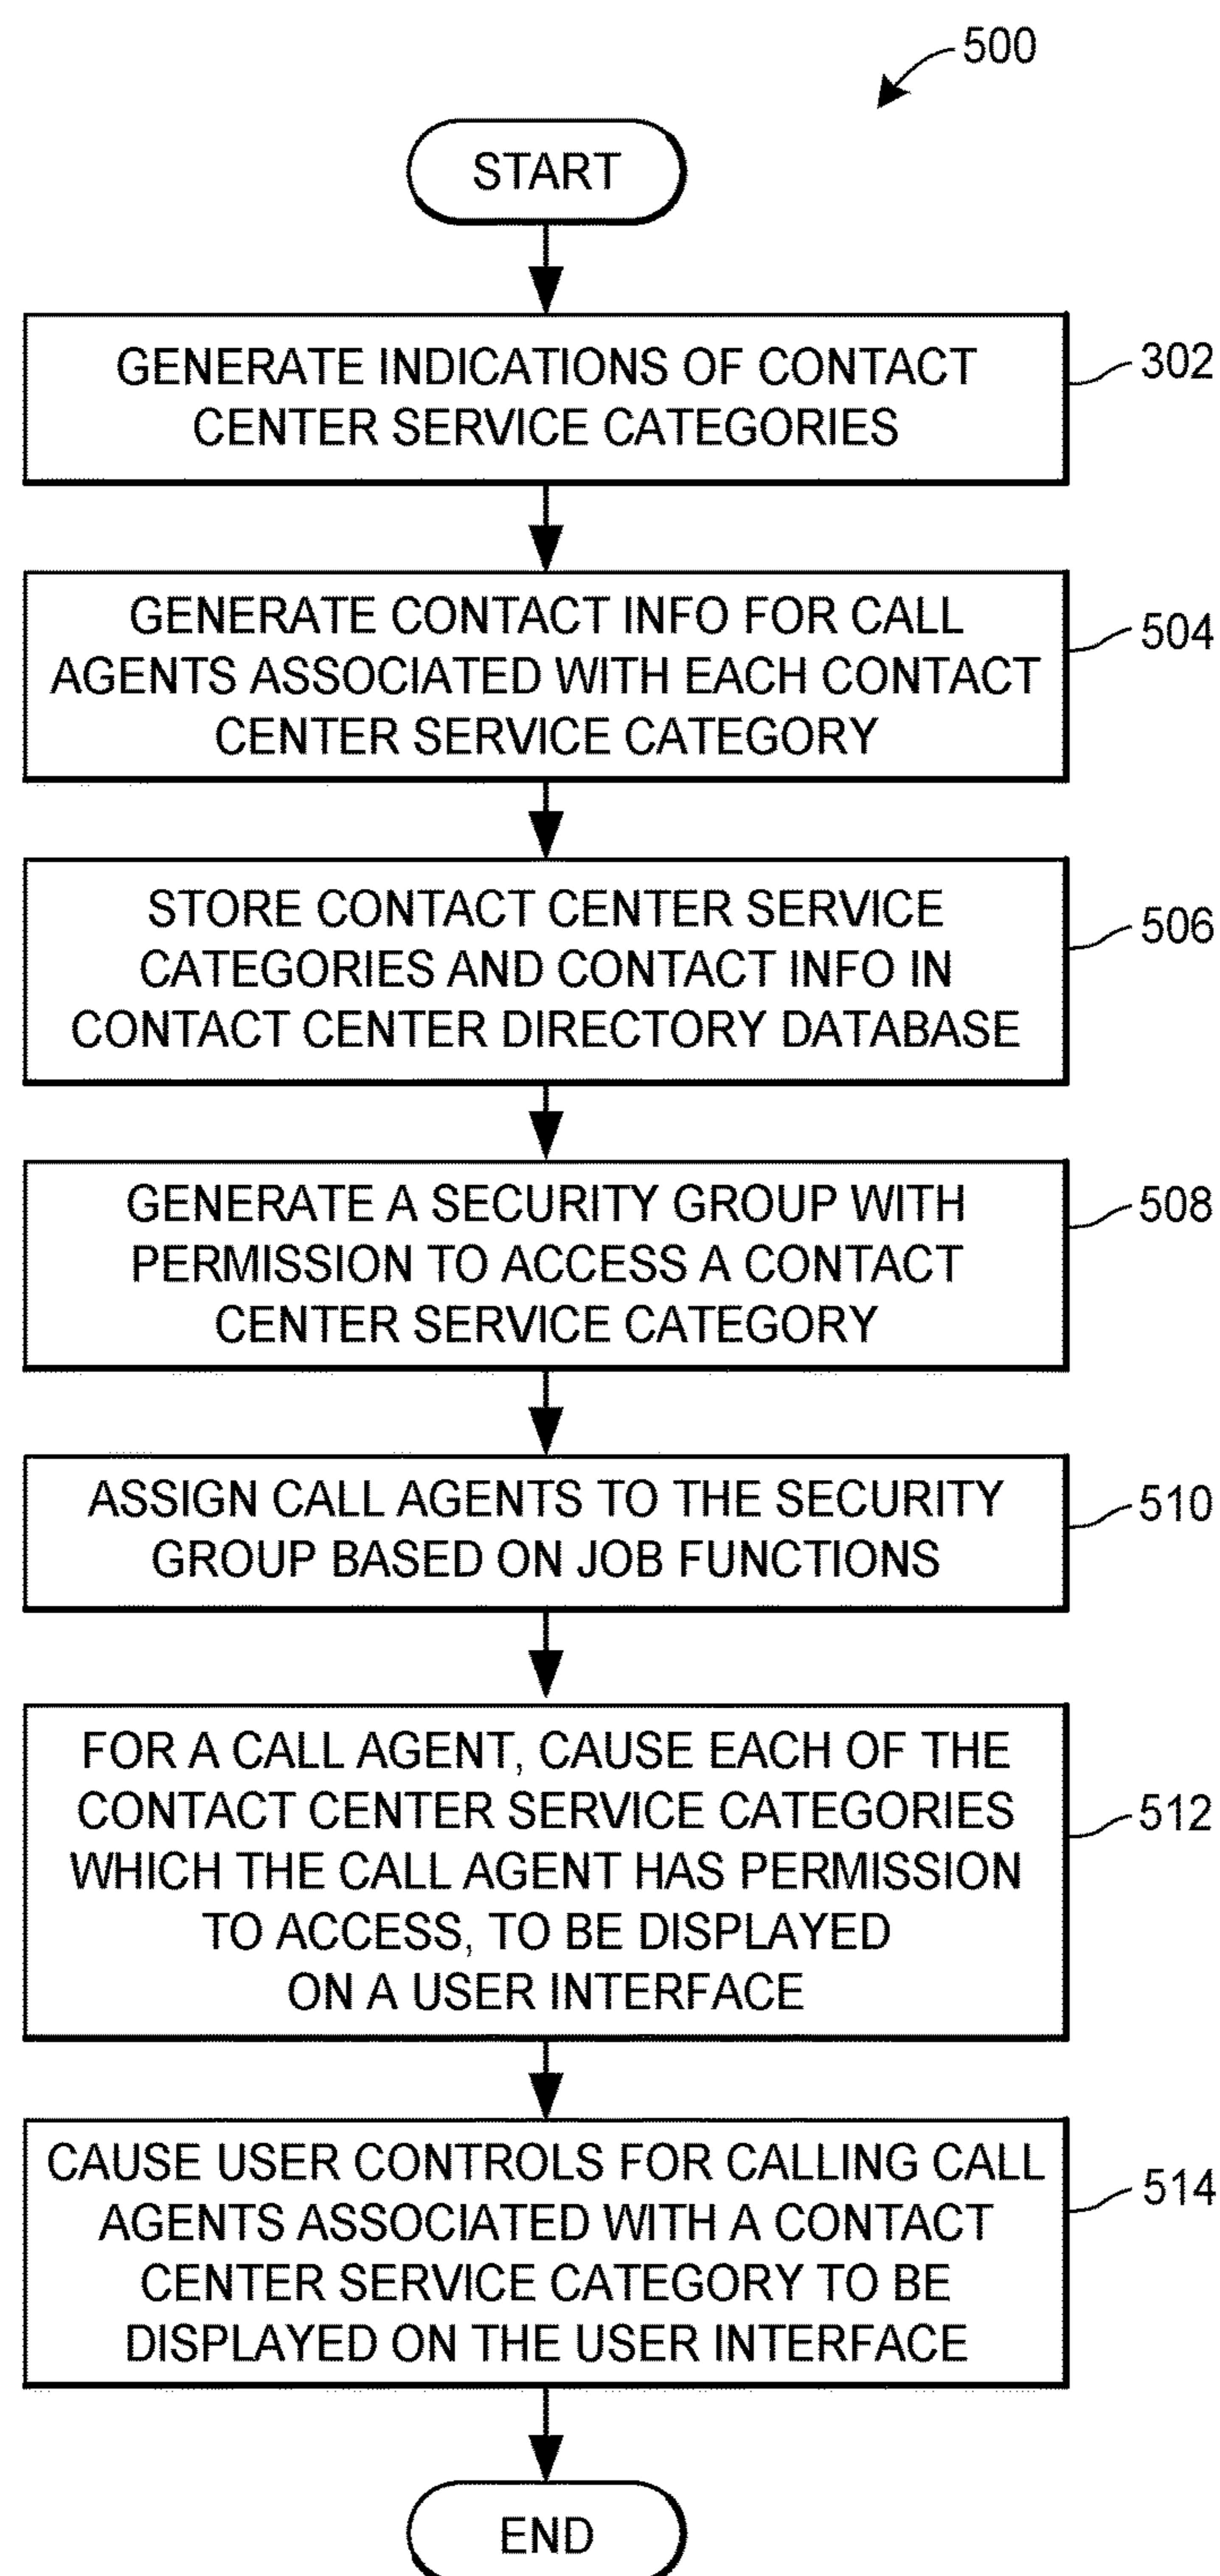 500
START
GENERATE INDICATIONS OF CONTACT
CENTER SERVICE CATEGORIES
302
GENERATE CONTACT INFO FOR CALL
AGENTS ASSOCIATED WITH EACH CONTACT
CENTER SERVICE CATEGORY
504
STORE CONTACT CENTER SERVICE
CATEGORIES AND CONTACT INFO IN
CONTACT CENTER DIRECTORY DATABASE
506
GENERATE A SECURITY GROUP WITH
PERMISSION TO ACCESS A CONTACT
CENTER SERVICE CATEGORY
508
ASSIGN CALL AGENTS TO THE SECURITY
GROUP BASED ON JOB FUNCTIONS
510
FOR A CALL AGENT, CAUSE EACH OF THE
CONTACT CENTER SERVICE CATEGORIES
WHICH THE CALL AGENT HAS PERMISSION
TO ACCESS, TO BE DISPLAYED
ON A USER INTERFACE
512
CAUSE USER CONTROLS FOR CALLING CALL
AGENTS ASSOCIATED WITH A CONTACT
CENTER SERVICE CATEGORY TO BE
DISPLAYED ON THE USER INTERFACE
514
END